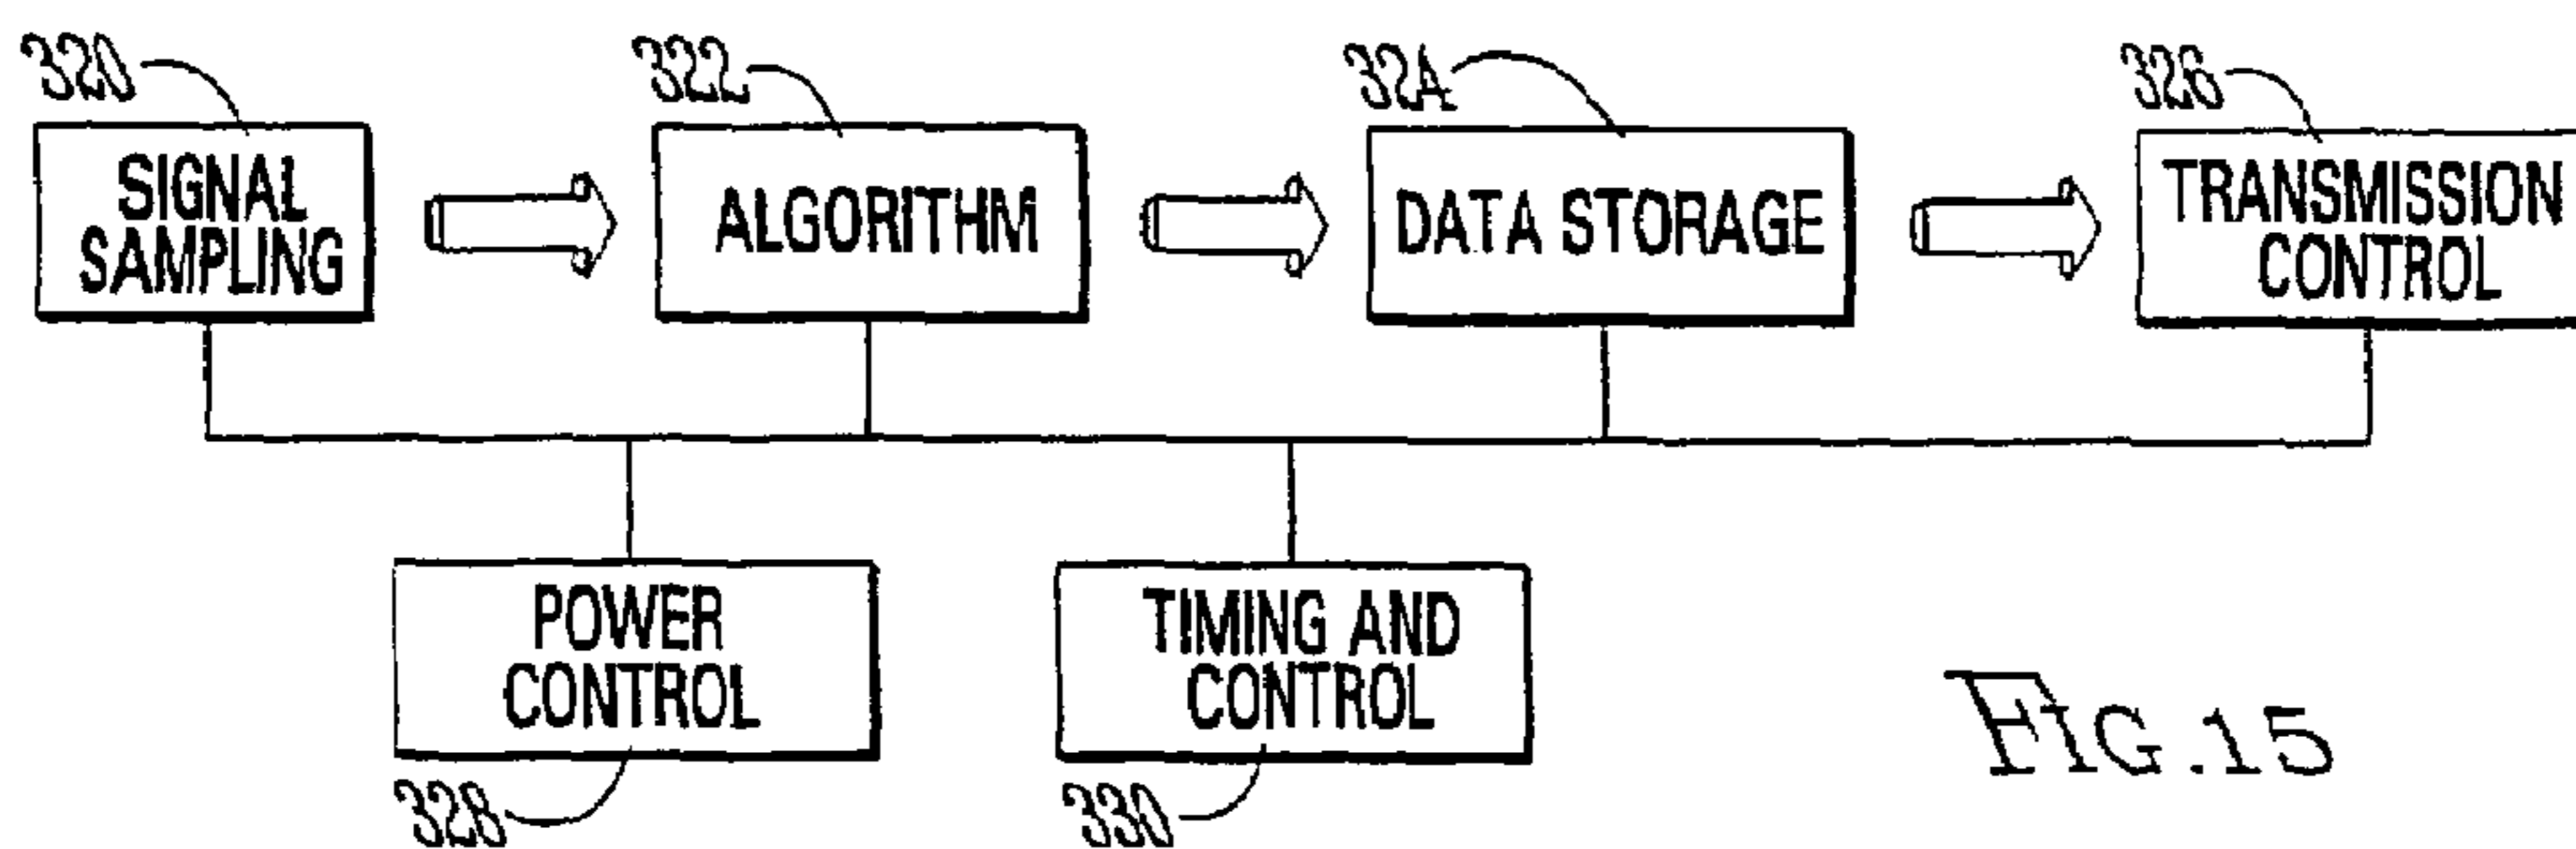 320
322
324
326
SIGNAL
SAMPLING
ALGORITHM
DATA STORAGE
TRANSMISSION
CONTROL
POWER
CONTROL
TIMING AND
CONTROL
328
330
FIG.15